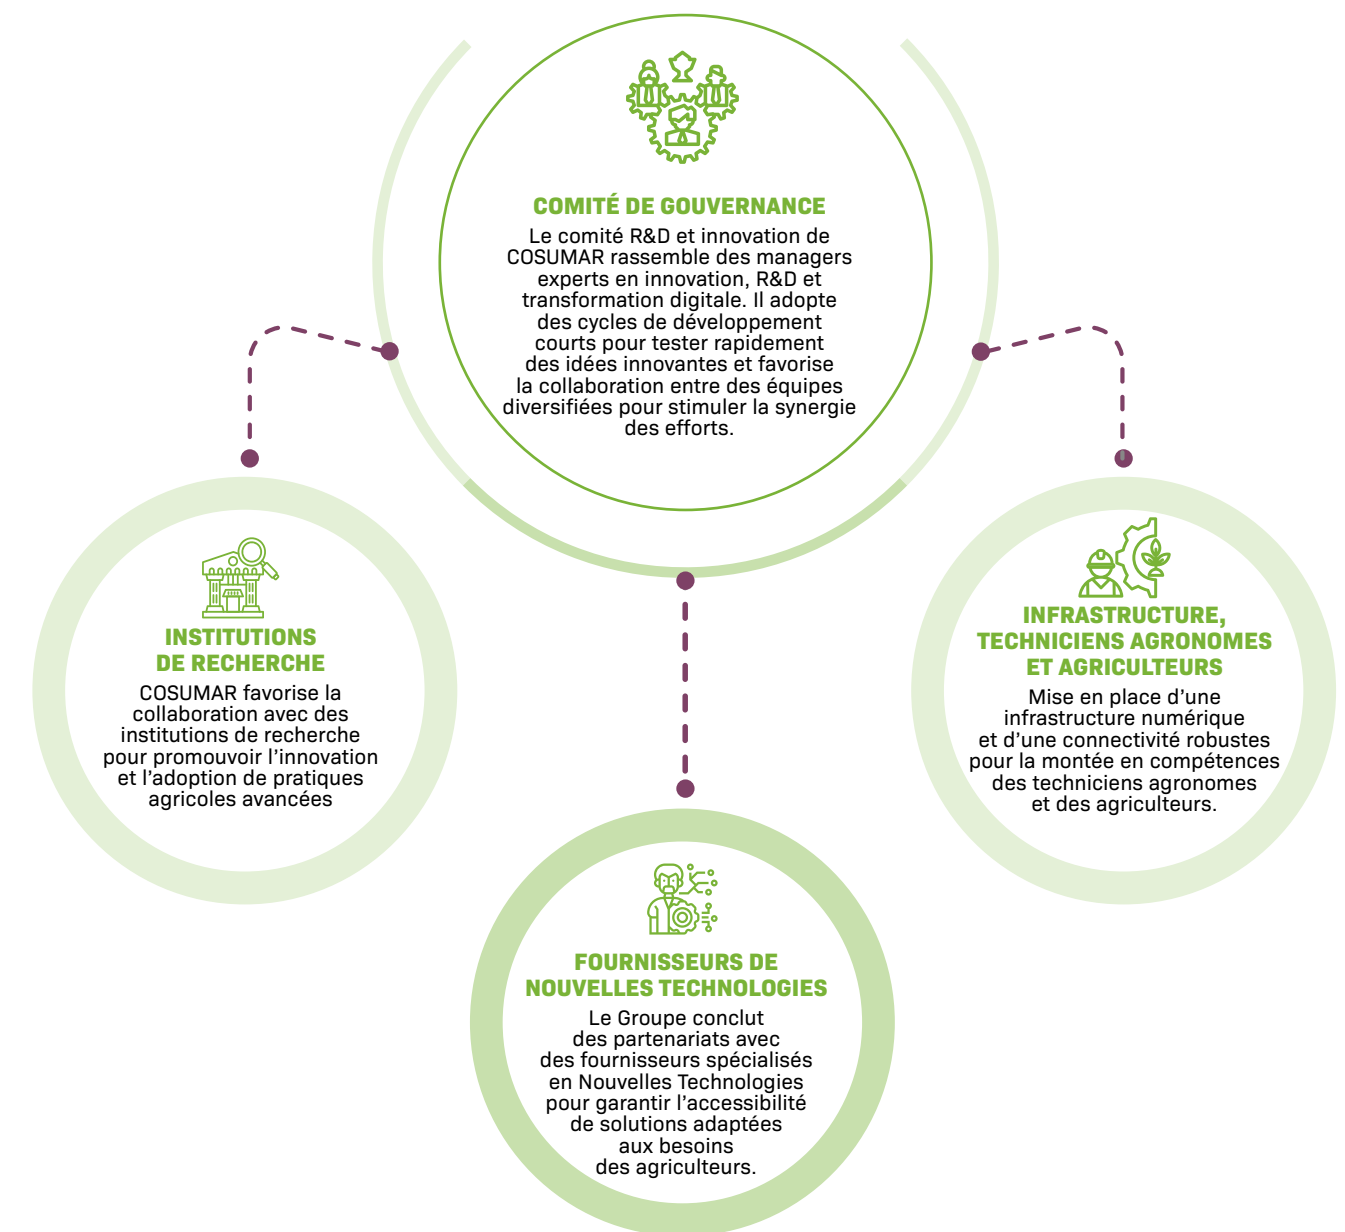 COMITÉ DE GOUVERNANCE
Le comité R&D et innovation de
COSUMAR rassemble des managers
experts en innovation, R&D et
transformation digitale. Il adopte
des cycles de développement
courts pour tester rapidement
des idées innovantes et favorise
la collaboration entre des équipes
diversifiées pour stimuler la synergie
des efforts.
INSTITUTIONS
DE RECHERCHE
COSUMAR favorise la
collaboration avec des
institutions de recherche
pour promouvoir l’innovation
et l’adoption de pratiques
agricoles avancées
INFRASTRUCTURE,
TECHNICIENS AGRONOMES
ET AGRICULTEURS
Mise en place d’une
infrastructure numérique
et d’une connectivité robustes
pour la montée en compétences
des techniciens agronomes
et des agriculteurs.
FOURNISSEURS DE
NOUVELLES TECHNOLOGIES
Le Groupe conclut
des partenariats avec
des fournisseurs spécialisés
en Nouvelles Technologies
pour garantir l’accessibilité
de solutions adaptées
aux besoins
des agriculteurs.